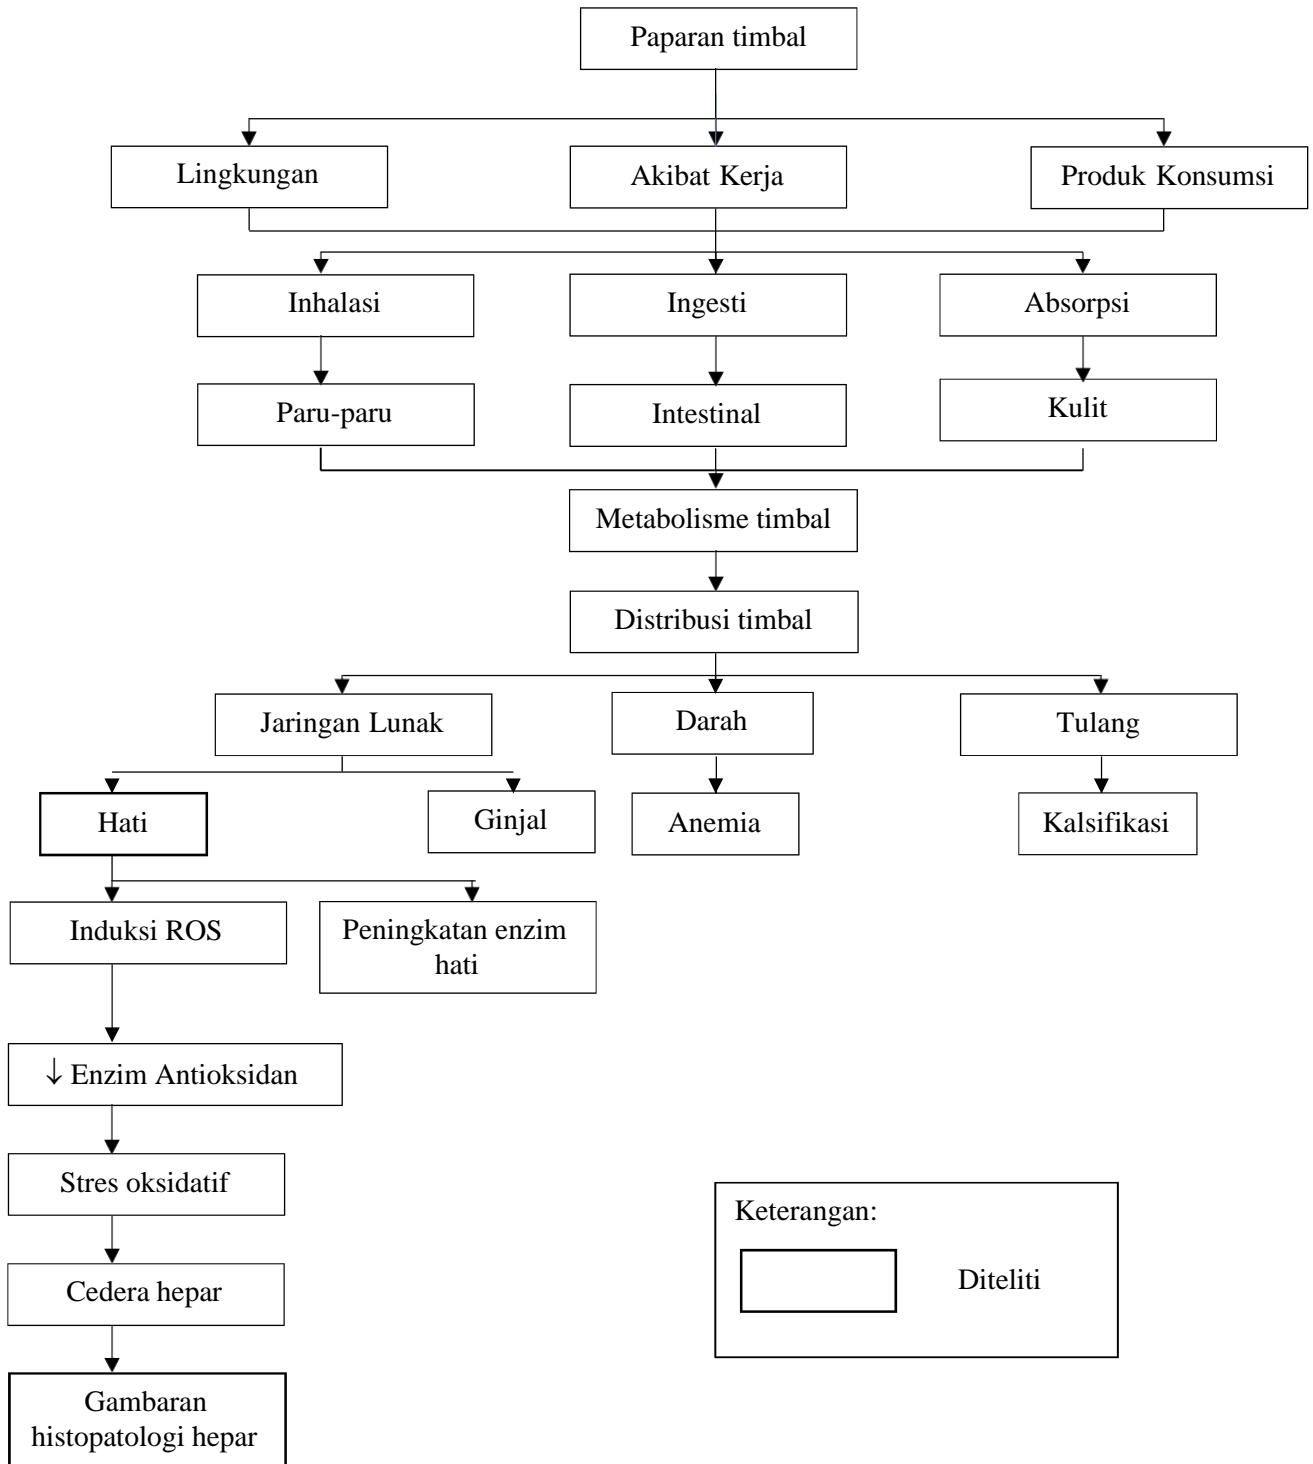 Paparan timbal
Lingkungan
Akibat Kerja
Produk Konsumsi
Inhalasi
Ingesti
Absorpsi
Paru-paru
Intestinal
Kulit
Metabolisme timbal
Distribusi timbal
Jaringan Lunak
Darah
Tulang
Hati
Ginjal
Anemia
Kalsifikasi
Induksi ROS
Peningkatan enzim
hati
↓ Enzim Antioksidan
Stres oksidatif
Cedera hepar
Gambaran
histopatologi hepar
Keterangan:
Diteliti